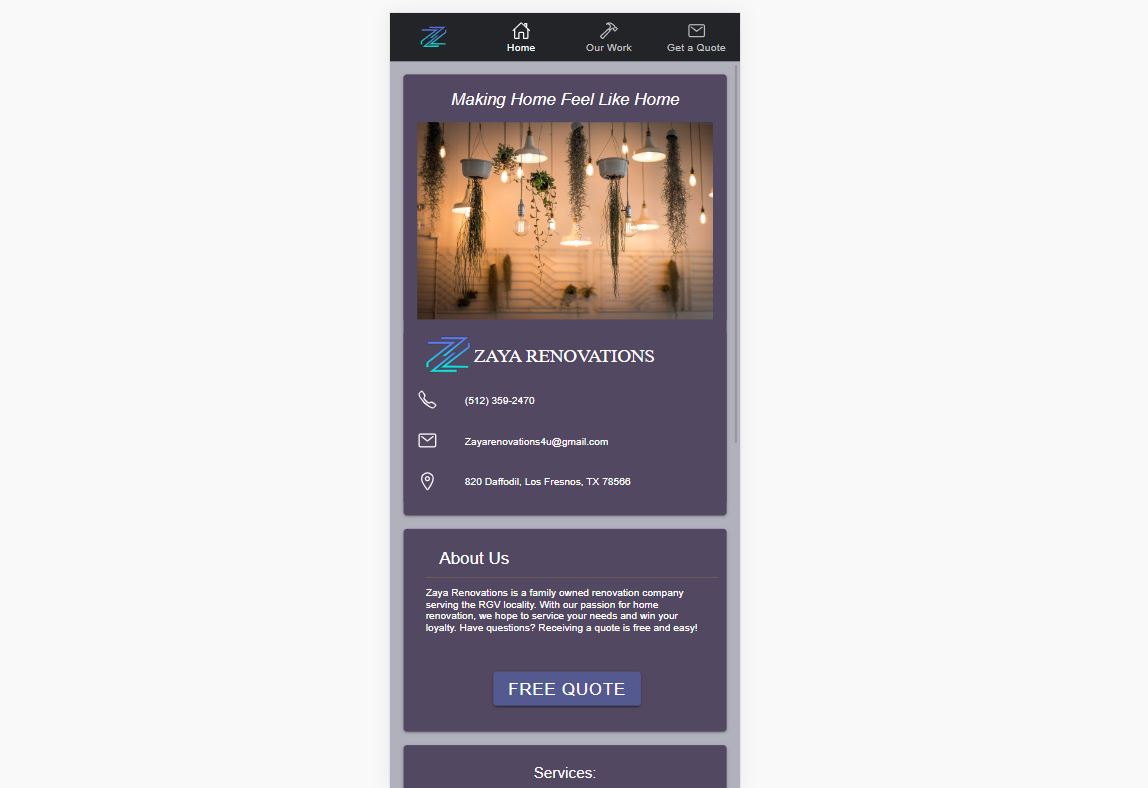 Home
Our Work
Get a Quote
Making Home Feel Like Home
ZAYA RENOVATIONS
(512) 359-2470
Zayarenovations4u@gmail.com
820 Daffodil, Los Fresnos, TX 78566
About Us
Zaya Renovations is a family owned renovation company
serving the RGV locality. With our passion for home
renovation, we hope to service your needs and win your
loyalty. Have questions? Receiving a quote is free and easy!
FREE QUOTE
Services: